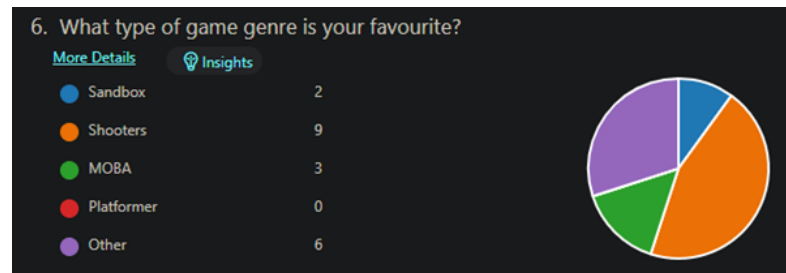 6. What type of game genre is your favourite?
More Details Insights
Sandbox 2
Shooters 9
MOBA 3
Platformer 0
Other 6